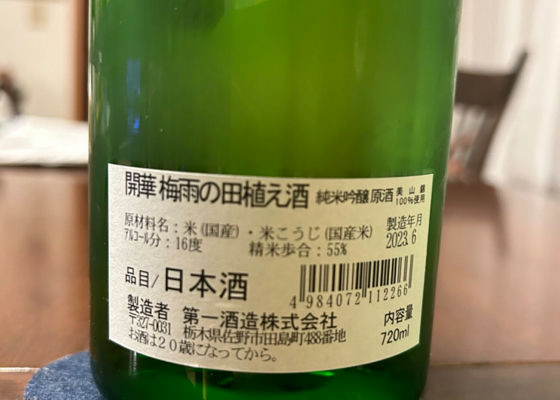 開華 梅雨の田植え酒 純米吟醸原酒 美山錦100%使用
原材料名：米(国産)・米こうじ(国産米)
アルコール分：16度 精米歩合：55%
製造年月
2023.6
品目/日本酒
4 984072 112266
製造者 第一酒造株式会社
〒327-0031 栃木県佐野市田島町488番地
お酒は20歳になってから。
内容量
720ml